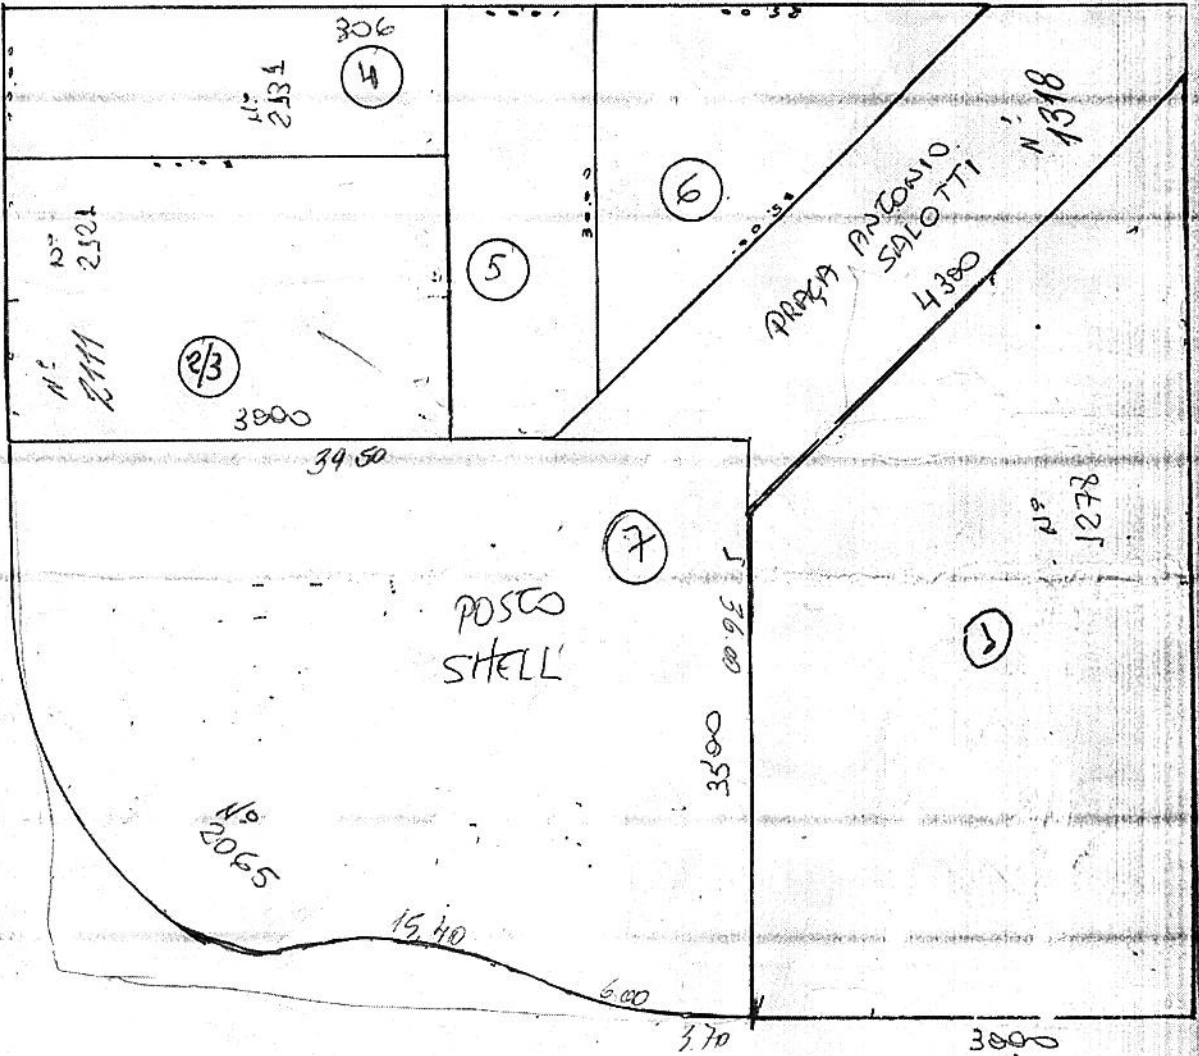 306
4
Nº
2131
Nº
2121
Nº
2111
2/3
3000
5
6
PRAÇA ANTONIO
SALOTTI
Nº
1318
4300
39 50
7
POSTO
SHELL
36.00
3500
Nº
2065
15,40
6.00
3,70
Nº
1278
1
3000